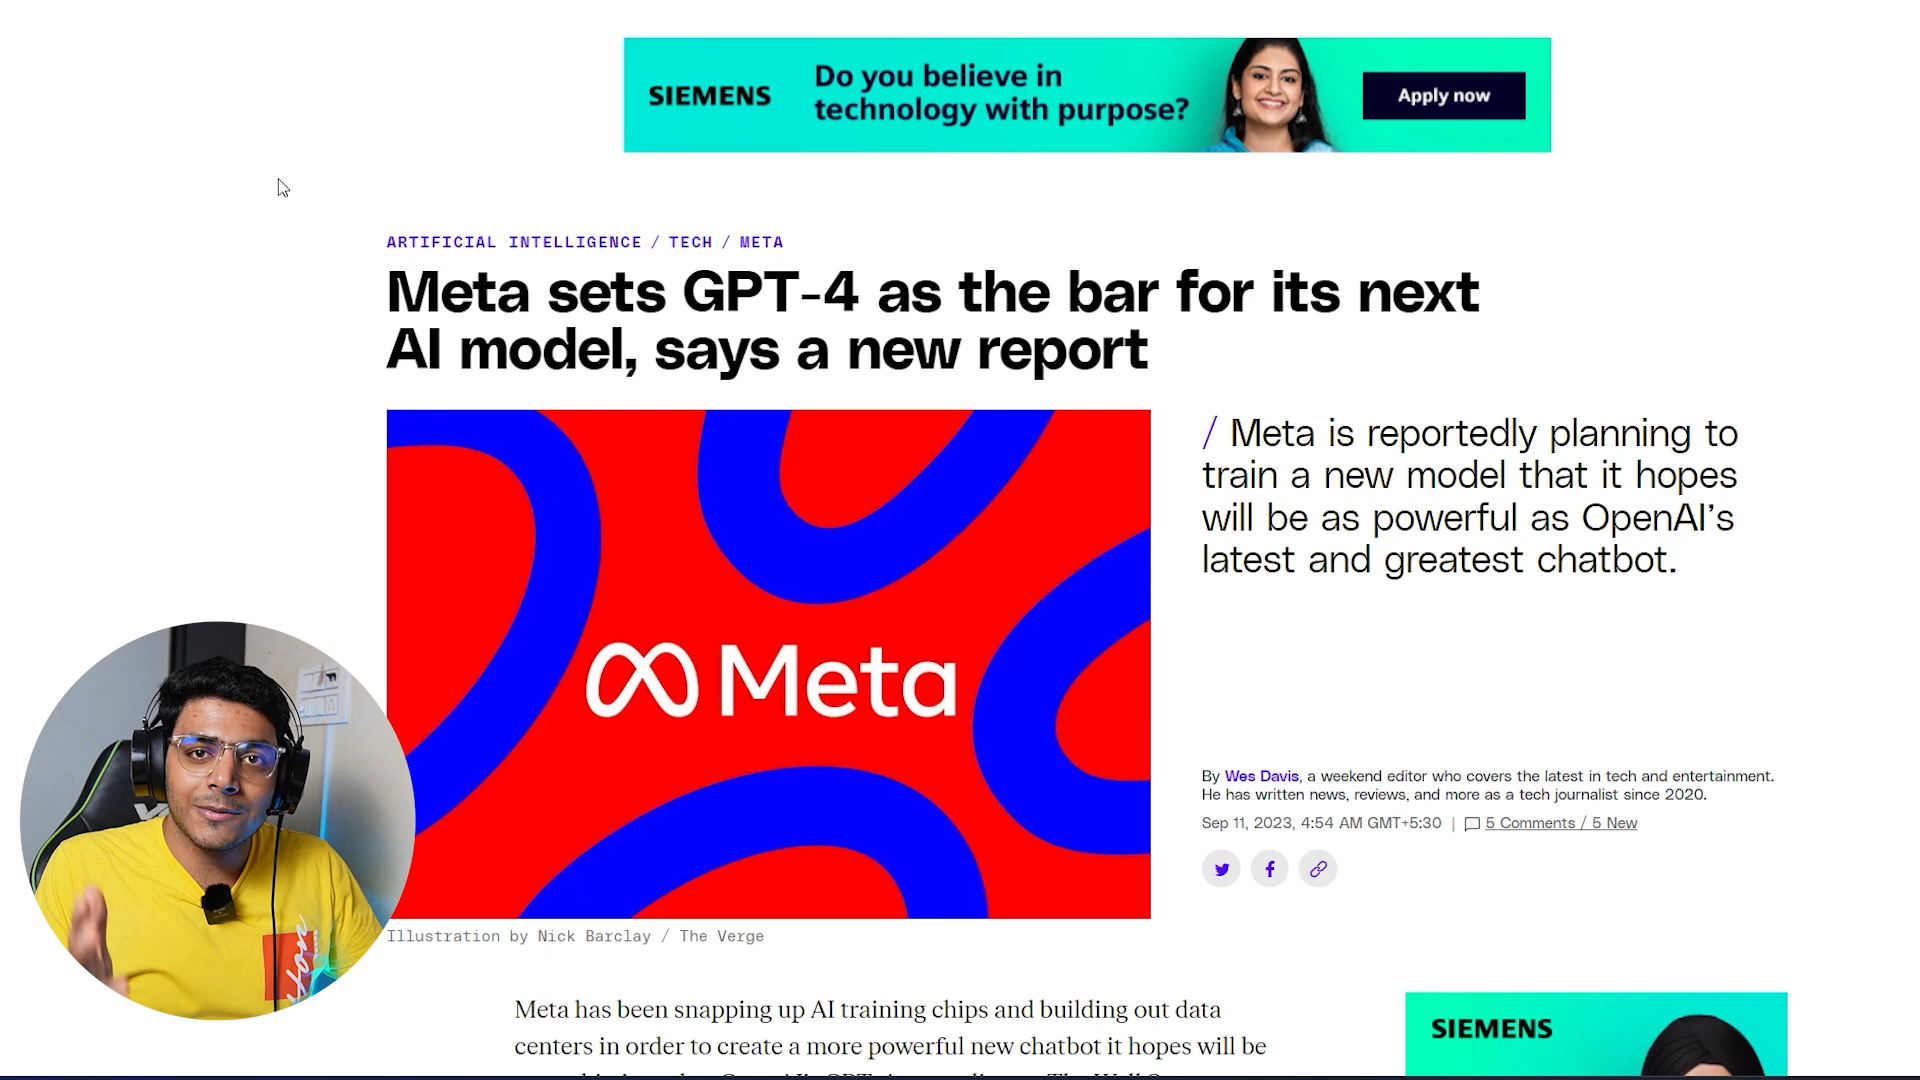 SIEMENS
Do you believe in
technology with purpose?
Apply now
ARTIFICIAL INTELLIGENCE / TECH / META
Meta sets GPT-4 as the bar for its next
AI model, says a new report
Meta
/ Meta is reportedly planning to
train a new model that it hopes
will be as powerful as OpenAI’s
latest and greatest chatbot.
By Wes Davis, a weekend editor who covers the latest in tech and entertainment.
He has written news, reviews, and more as a tech journalist since 2020.
Sep 11, 2023, 4:54 AM GMT+5:30 | 5 Comments / 5 New
Illustration by Nick Barclay / The Verge
Meta has been snapping up AI training chips and building out data
centers in order to create a more powerful new chatbot it hopes will be
SIEMENS